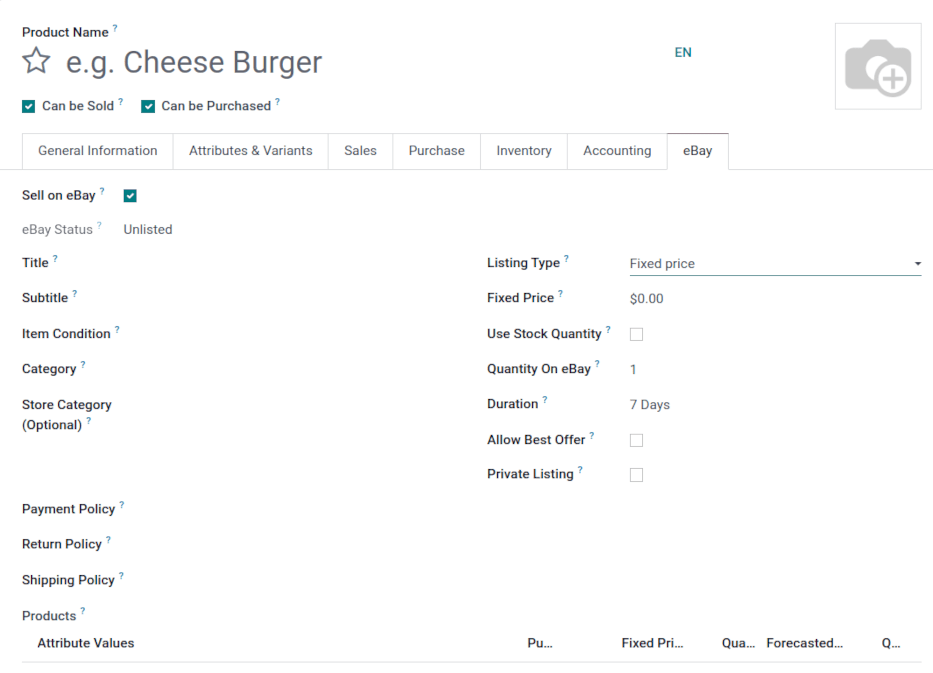 Product Name ?
e.g. Cheese Burger
EN
Can be Sold ? Can be Purchased ?
General Information Attributes & Variants Sales Purchase Inventory Accounting eBay
Sell on eBay ?
eBay Status ? Unlisted
Title ? Listing Type ? Fixed price
Subtitle ? Fixed Price ? $0.00
Item Condition ? Use Stock Quantity ?
Category ? Quantity On eBay ? 1
Store Category
(Optional) ?
Duration ? 7 Days
Allow Best Offer ?
Private Listing ?
Payment Policy ?
Return Policy ?
Shipping Policy ?
Products ?
Attribute Values Pu... Fixed Pri... Qua... Forecasted... Q...